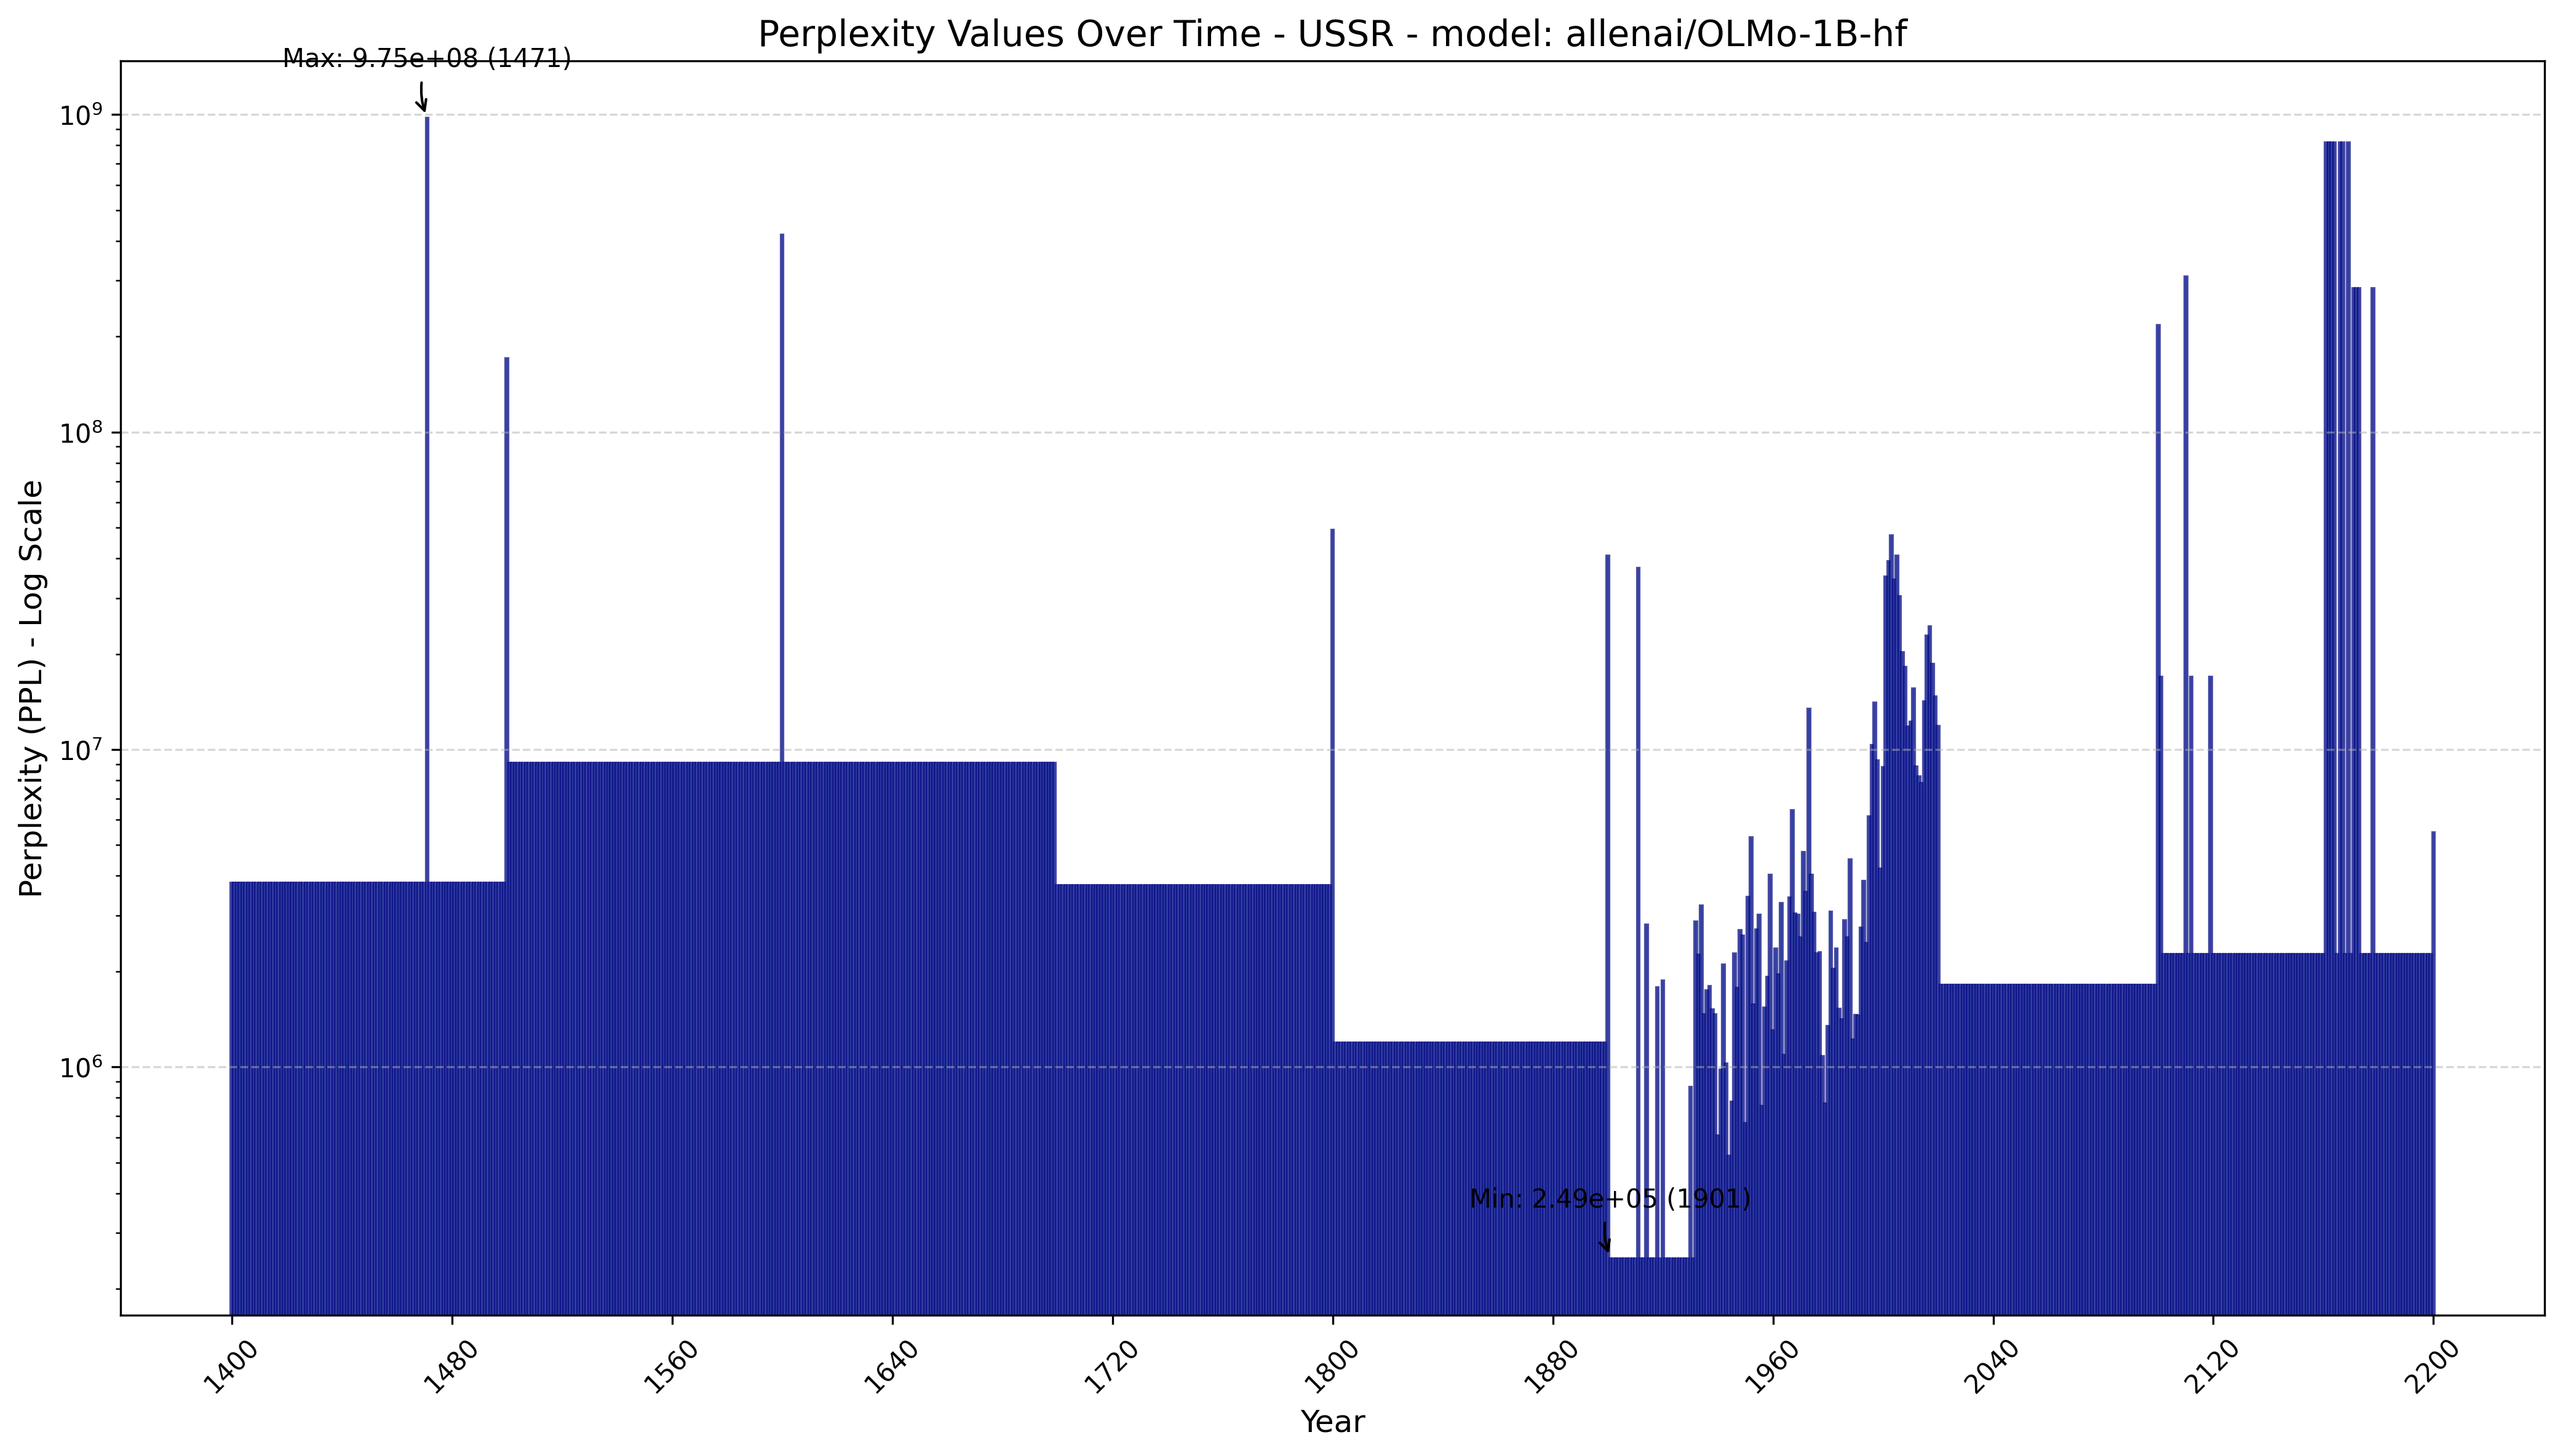 Perplexity Values Over Time - USSR - model: allenai/OLMo-1B-hf
Max: 9.75e+08 (1471)
10⁹
10⁸
10⁷
10⁶
Perplexity (PPL) - Log Scale
Min: 2.49e+05 (1901)
1400 1480 1560 1640 1720 1800 1880 1960 2040 2120 2200
Year